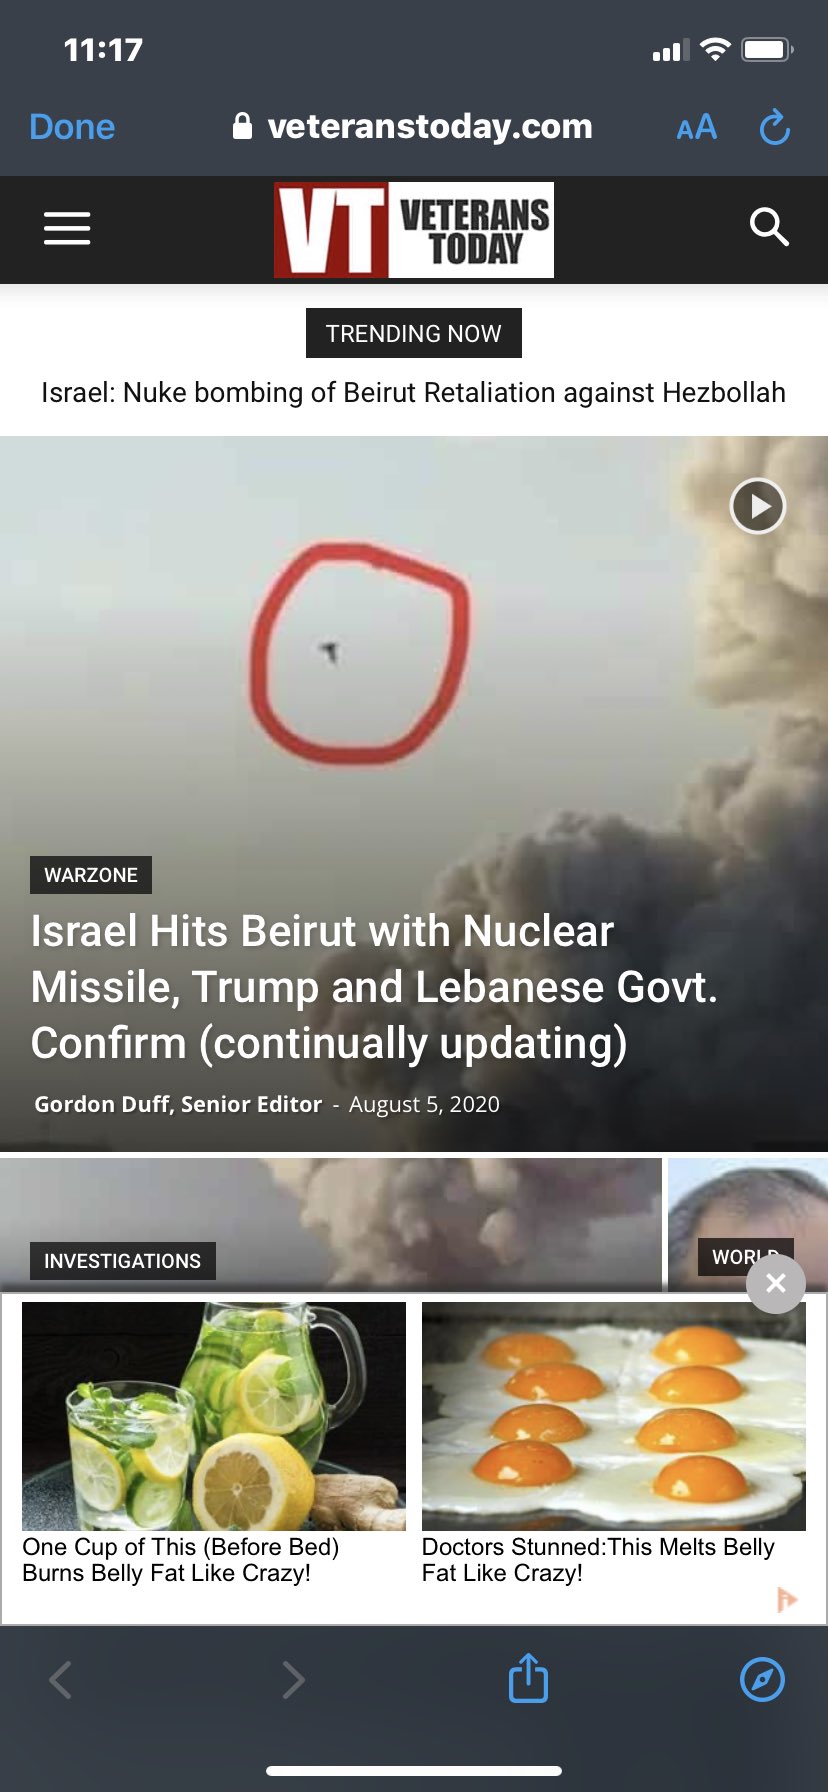 11:17
Done
veteranstoday.com
AA
VT VETERANS
TODAY
TRENDING NOW
Israel: Nuke bombing of Beirut Retaliation against Hezbollah
WARZONE
Israel Hits Beirut with Nuclear
Missile, Trump and Lebanese Govt.
Confirm (continually updating)
Gordon Duff, Senior Editor - August 5, 2020
INVESTIGATIONS
One Cup of This (Before Bed)
Burns Belly Fat Like Crazy!
Doctors Stunned:This Melts Belly
Fat Like Crazy!